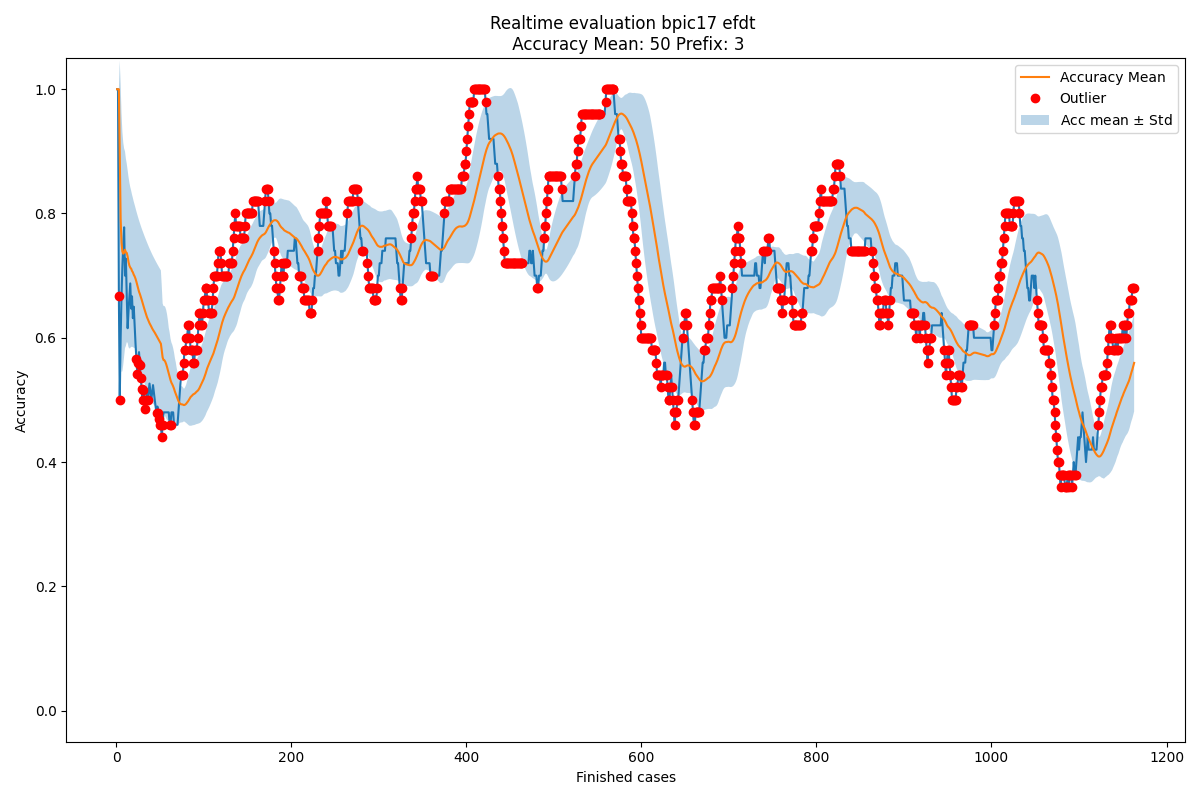 Realtime evaluation bpic17 efdt
Accuracy Mean: 50 Prefix: 3
Accuracy Mean
Outlier
Acc mean ± Std
Accuracy
1.0
0.8
0.6
0.4
0.2
0.0
0
200
400
600
800
1000
1200
Finished cases